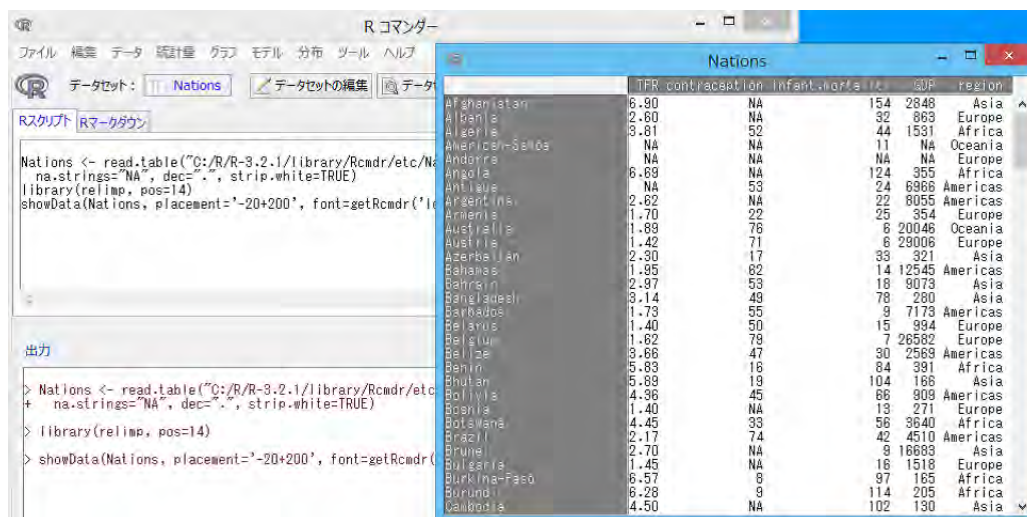 R コマンダー
ファイル 編集 データ 統計量 グラフ モデル 分布 ツール ヘルプ
データセット: Nations データセットの編集 データ
Rスクリプト Rマークダウン
Nations <- read.table("C:/R/R-3.2.1/library/Rcmdr/etc/Na
na.strings="NA", dec=".", strip.white=TRUE)
library(relimp, pos=14)
showData(Nations, placement='-20+200', font=getRcmdr('l
出力
> Nations <- read.table("C:/R/R-3.2.1/library/Rcmdr/etc
+ na.strings="NA", dec=".", strip.white=TRUE)
> library(relimp, pos=14)
> showData(Nations, placement='-20+200', font=getRcmdr(
Nations
TFR contraception infant.morta GDP region
Afghanistan 6.90 NA 154 2848 Asia
Albania 2.60 NA 32 863 Europe
Algeria 3.81 52 44 1531 Africa
American-Samoa NA NA 11 NA Oceania
Andorra NA NA NA NA Europe
Angola 6.69 NA 124 355 Africa
Antigua NA 53 24 6966 Americas
Argentina 2.62 NA 22 8055 Americas
Armenia 1.70 22 25 354 Europe
Australia 1.89 76 6 20046 Oceania
Austria 1.42 71 6 29006 Europe
Azerbaijan 2.30 17 33 321 Asia
Bahamas 1.95 62 14 12545 Americas
Bahrain 2.97 53 18 9073 Asia
Bangladesh 3.14 49 78 280 Asia
Barbados 1.73 55 9 7173 Americas
Belarus 1.40 50 15 994 Europe
Belgium 1.62 79 7 26582 Europe
Belize 3.66 47 30 2569 Americas
Benin 5.83 16 84 391 Africa
Bhutan 5.89 19 104 166 Asia
Bolivia 4.36 45 66 909 Americas
Bosnia 1.40 NA 13 271 Europe
Botswana 4.45 33 56 3640 Africa
Brazil 2.17 74 42 4510 Americas
Brunei 2.70 NA 9 16683 Asia
Bulgaria 1.45 NA 16 1518 Europe
Burkina-Faso 6.57 8 97 165 Africa
Burundi 6.28 9 114 205 Africa
Cambodia 4.50 NA 102 130 Asia